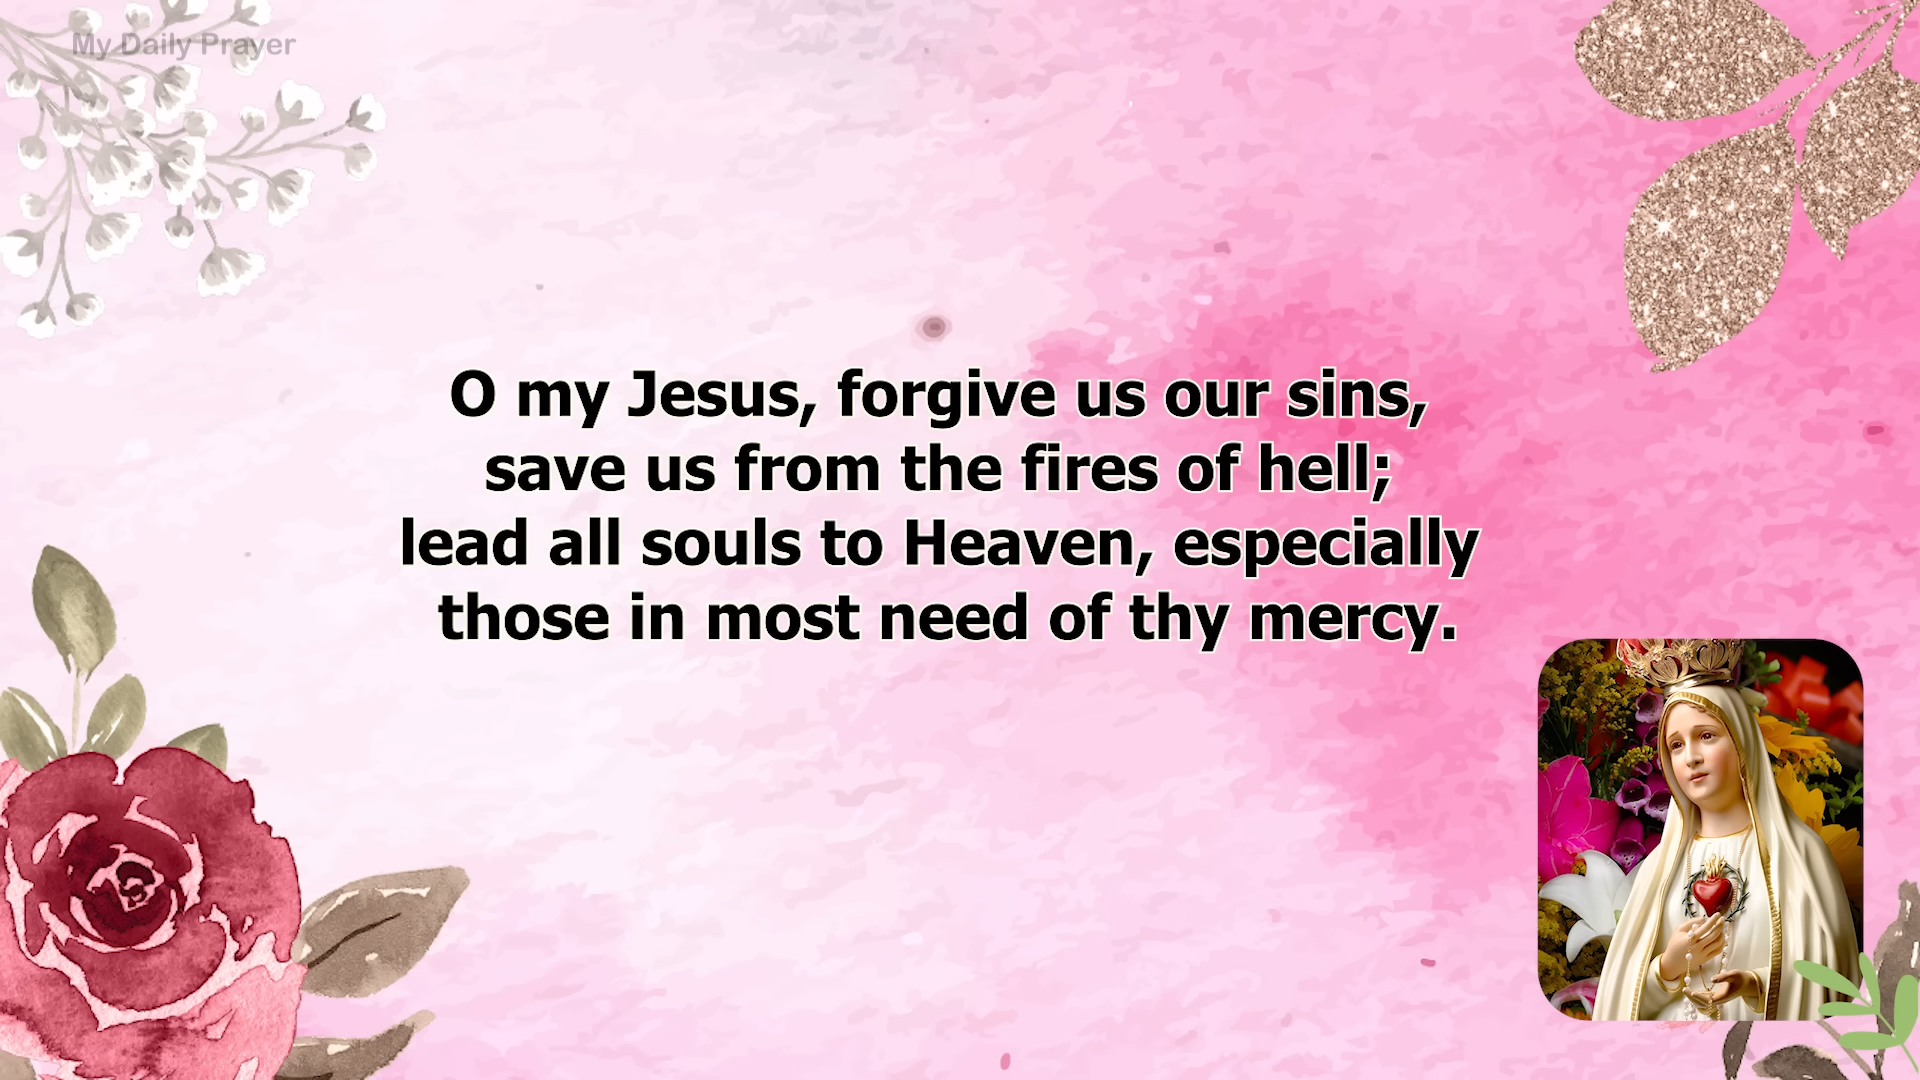 My Daily Prayer
O my Jesus, forgive us our sins,
save us from the fires of hell;
lead all souls to Heaven, especially
those in most need of thy mercy.